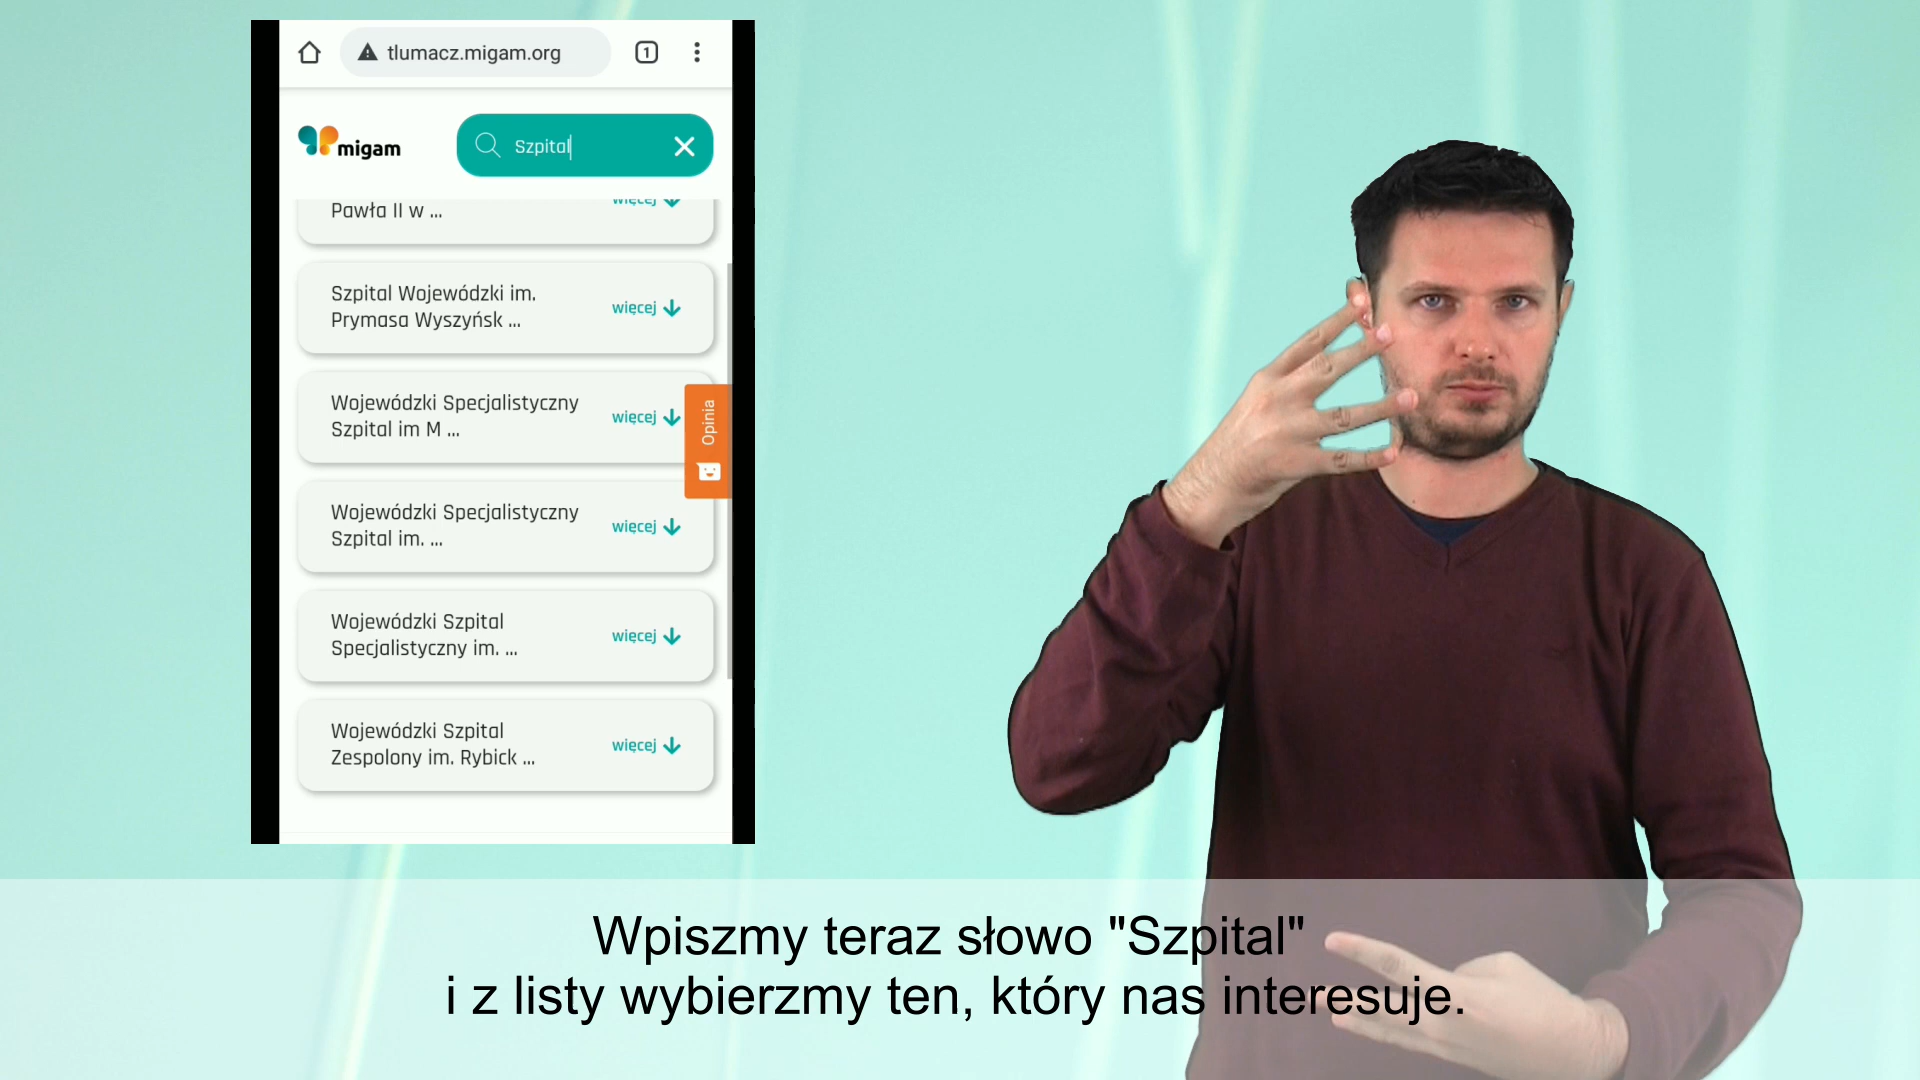 tlumacz.migam.org
1
migam
Szpital
więcej
Pawła II w ...
Szpital Wojewódzki im.
Prymasa Wyszyńsk ...
więcej
Wojewódzki Specjalistyczny
Szpital im M ...
więcej
Opinia
Wojewódzki Specjalistyczny
Szpital im. ...
więcej
Wojewódzki Szpital
Specjalistyczny im. ...
więcej
Wojewódzki Szpital
Zespolony im. Rybick ...
więcej
Wpiszmy teraz słowo "Szpital"
i z listy wybierzmy ten, który nas interesuje.